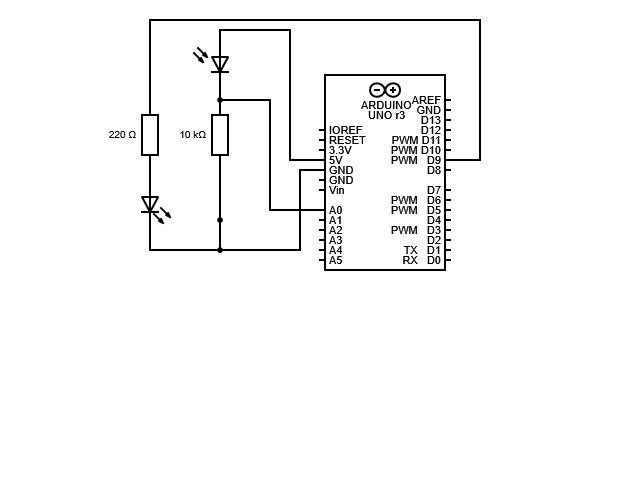 ARDUINO
UNO r3
AREF
GND
D13
IOREF D12
RESET PWM D11
3.3V PWM D10
5V PWM D9
GND D8
GND
Vin D7
PWM D6
A0 PWM D5
A1 D4
A2 PWM D3
A3 D2
A4 TX D1
A5 RX D0
220 Ω
10 kΩ